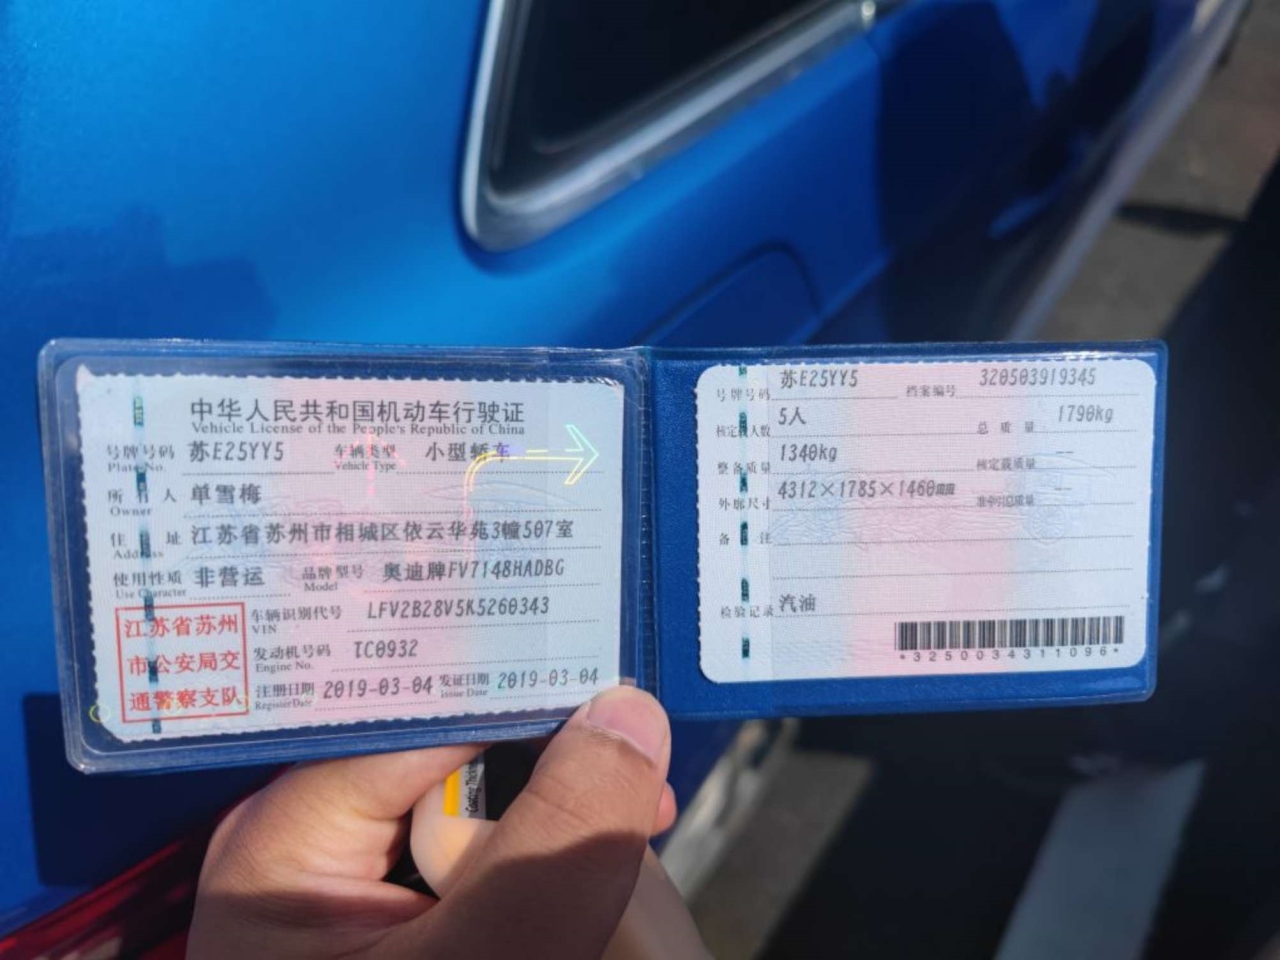 中华人民共和国机动车行驶证
Vehicle License of the People's Republic of China
号牌号码 苏E25YY5 车辆类型 小型轿车
Plate No. Vehicle Type
所有人 单雪梅
Owner
住址 江苏省苏州市相城区依云华苑3幢507室
Address
使用性质 非营运 品牌型号 奥迪牌FV7148HADBG
Use Character Model
江苏省苏州
市公安局交
通警察支队
车辆识别代号 LFV2B28V5K5260343
VIN
发动机号码 TC0932
Engine No.
注册日期 2019-03-04 发证日期 2019-03-04
Register Date Issue Date
号牌号码 苏E25YY5 档案编号 320503919345
核定载人数 5人 总质量 1790kg
整备质量 1340kg 核定载质量 --
外廓尺寸 4312×1785×1460mm 准牵引总质量 --
备注
检验记录 汽油
*3250034311096*